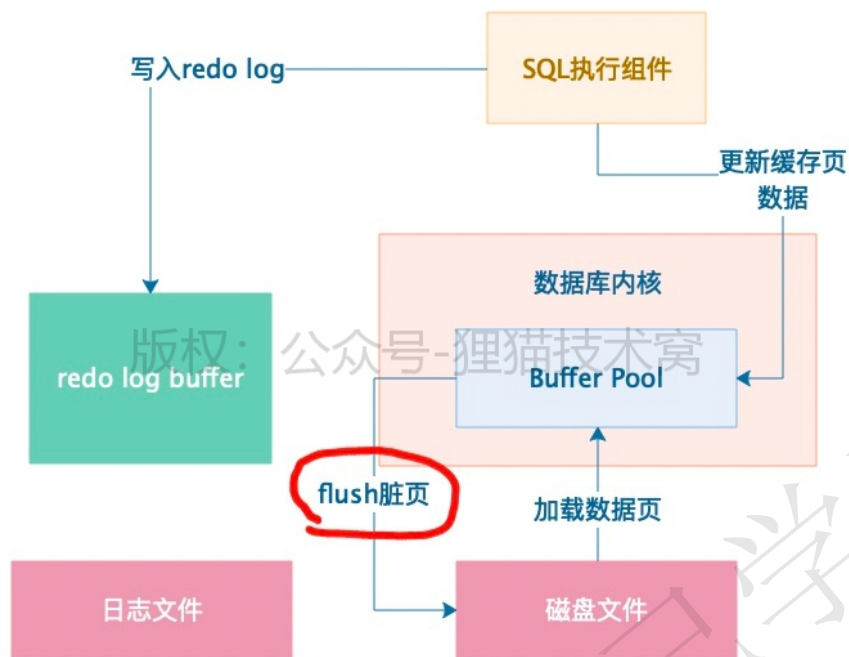 写入redo log
SQL执行组件
更新缓存页
数据
数据库内核
版权：公众号-狸猫技术窝
redo log buffer
Buffer Pool
flush脏页
加载数据页
日志文件
磁盘文件
学